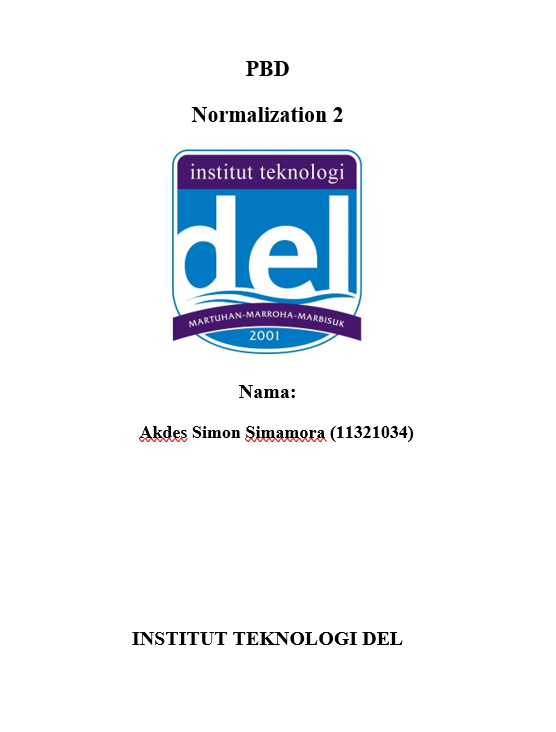 PBD
Normalization 2
institut teknologi
del
MARTUHAN-MARROHA-MARBISUK
2001
Nama:
Akdes Simon Simamora (11321034)
INSTITUT TEKNOLOGI DEL